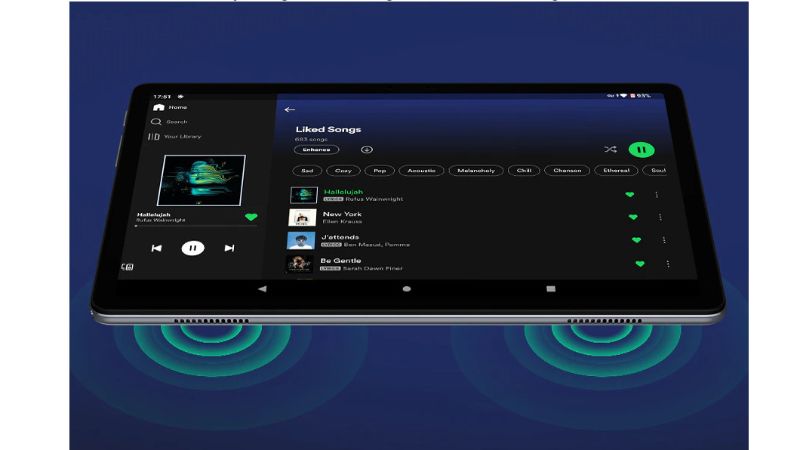 17:51
93%
Home
Search
Your Library
Hallelujah
Rufus Wainwright
Liked Songs
683 songs
Enhance
Sad
Cozy
Pop
Acoustic
Melancholy
Chill
Chanson
Ethereal
Soul
Hallelujah
LYRICS Rufus Wainwright
New York
Ellen Krauss
J'attends
LYRICS Ben Mazué, Pomme
Be Gentle
LYRICS Sarah Dawn Finer